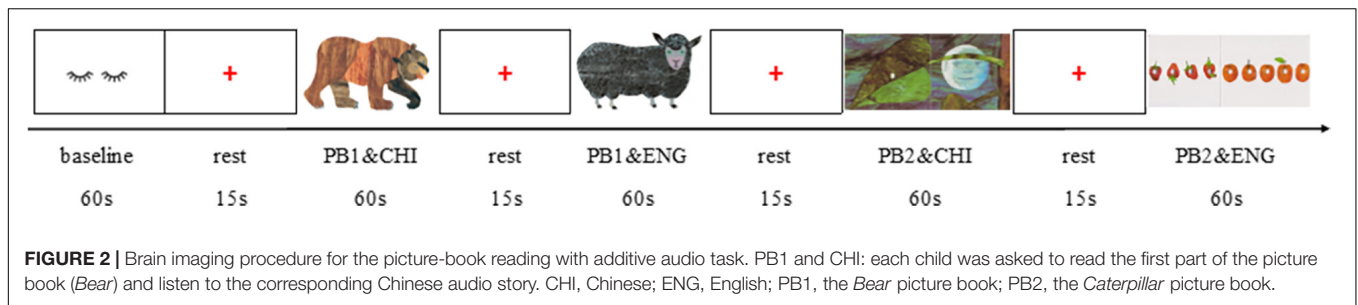 + + + +
baseline rest PB1&CHI rest PB1&ENG rest PB2&CHI rest PB2&ENG
60s 15s 60s 15s 60s 15s 60s 15s 60s
FIGURE 2 | Brain imaging procedure for the picture-book reading with additive audio task. PB1 and CHI: each child was asked to read the first part of the picture
book (Bear) and listen to the corresponding Chinese audio story. CHI, Chinese; ENG, English; PB1, the Bear picture book; PB2, the Caterpillar picture book.